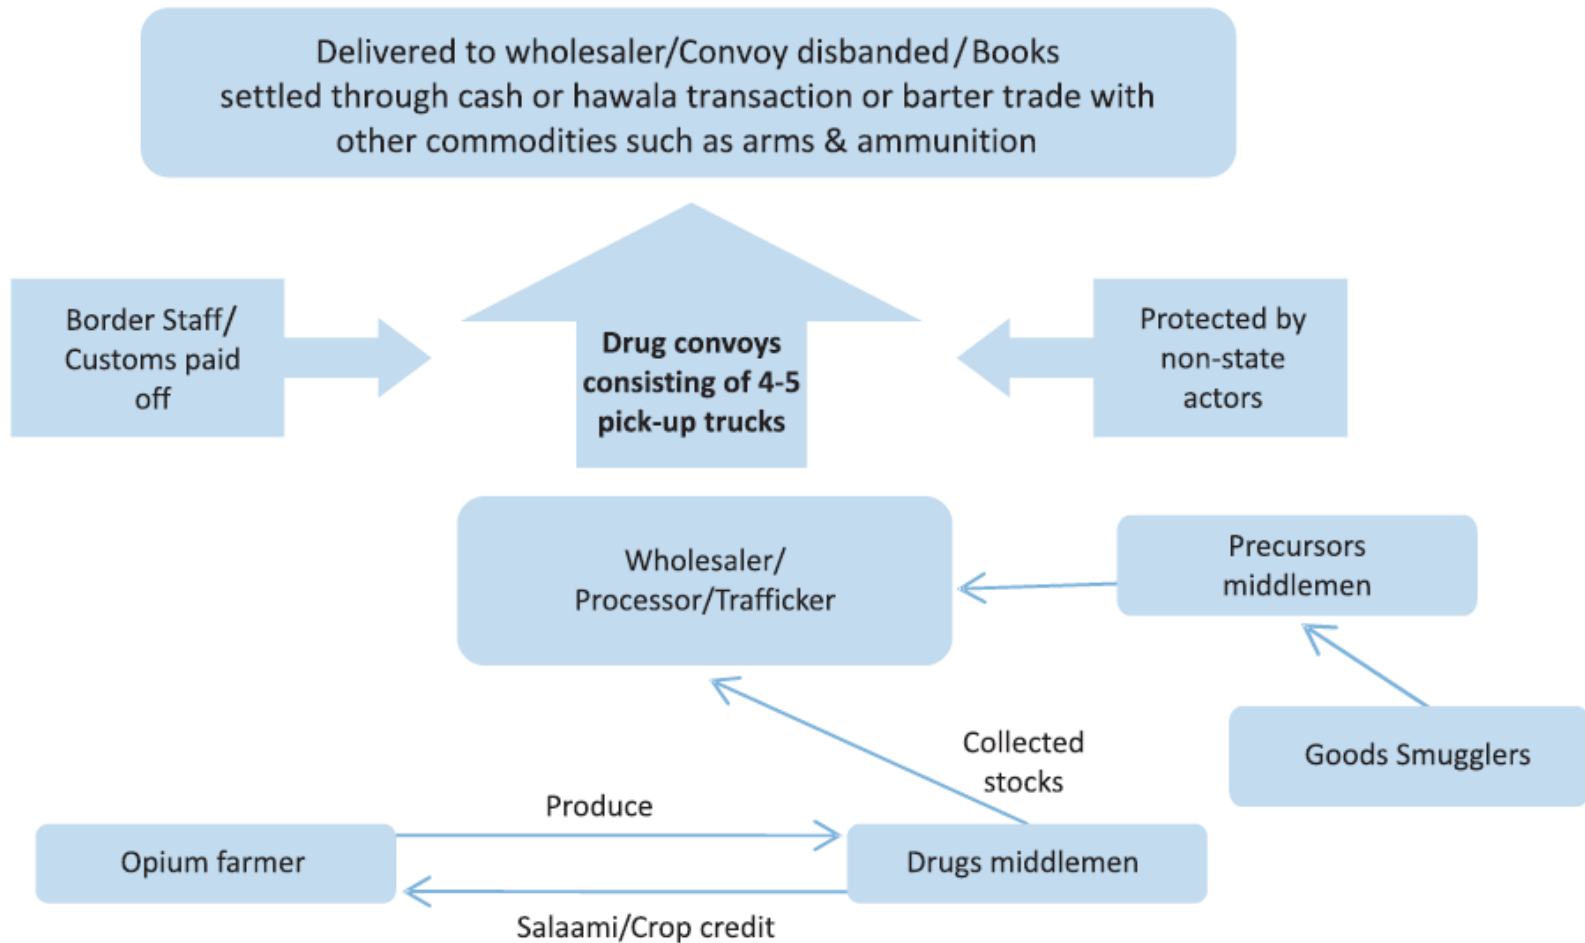 Delivered to wholesaler/Convoy disbanded/Books
settled through cash or hawala transaction or barter trade with
other commodities such as arms & ammunition
Border Staff/
Customs paid
off
Drug convoys
consisting of 4-5
pick-up trucks
Protected by
non-state
actors
Wholesaler/
Processor/Trafficker
Precursors
middlemen
Goods Smugglers
Collected
stocks
Produce
Opium farmer
Drugs middlemen
Salaami/Crop credit